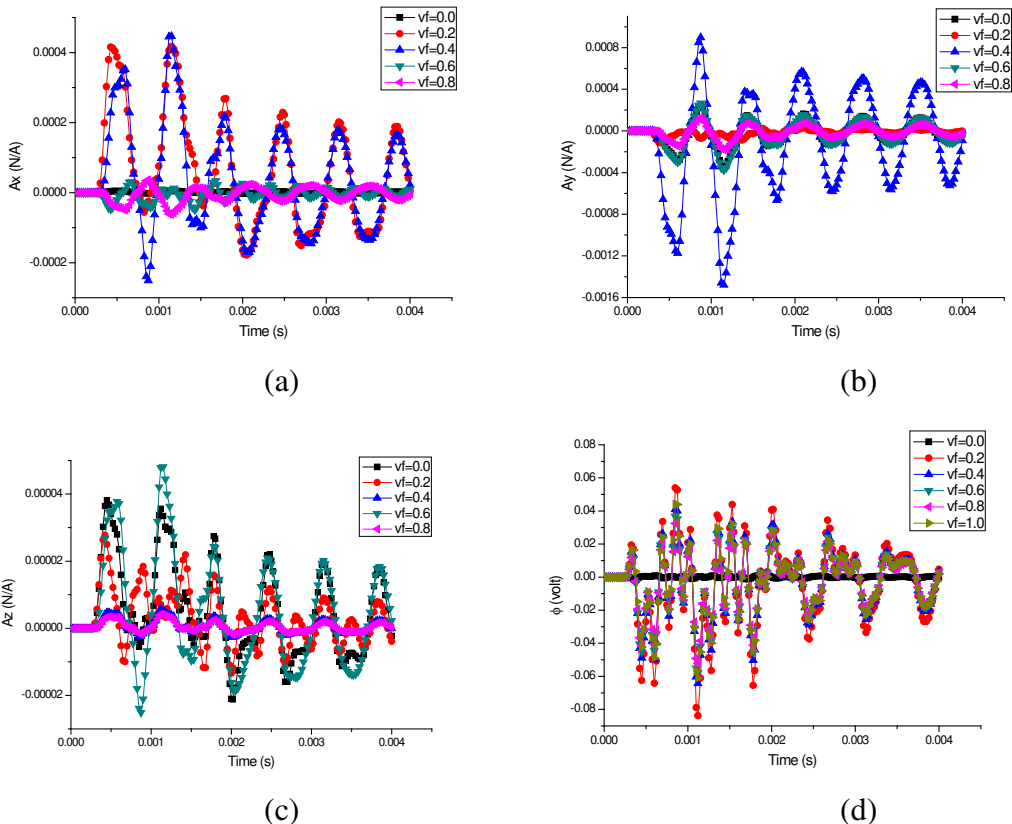 0.0004
0.0002
0.0000
-0.0002
Ax (N/A)
vf=0.0
vf=0.2
vf=0.4
vf=0.6
vf=0.8
0.000
0.001
0.002
0.003
0.004
Time (s)
(a)
0.0008
0.0004
0.0000
-0.0004
-0.0008
-0.0012
-0.0016
Ay (N/A)
vf=0.0
vf=0.2
vf=0.4
vf=0.6
vf=0.8
0.000
0.001
0.002
0.003
0.004
Time (s)
(b)
0.00004
0.00002
0.00000
-0.00002
Az (N/A)
vf=0.0
vf=0.2
vf=0.4
vf=0.6
vf=0.8
0.000
0.001
0.002
0.003
0.004
Time (s)
(c)
0.08
0.06
0.04
0.02
0.00
-0.02
-0.04
-0.06
-0.08
ϕ (volt)
vf=0.0
vf=0.2
vf=0.4
vf=0.6
vf=0.8
vf=1.0
0.000
0.001
0.002
0.003
0.004
Time (s)
(d)